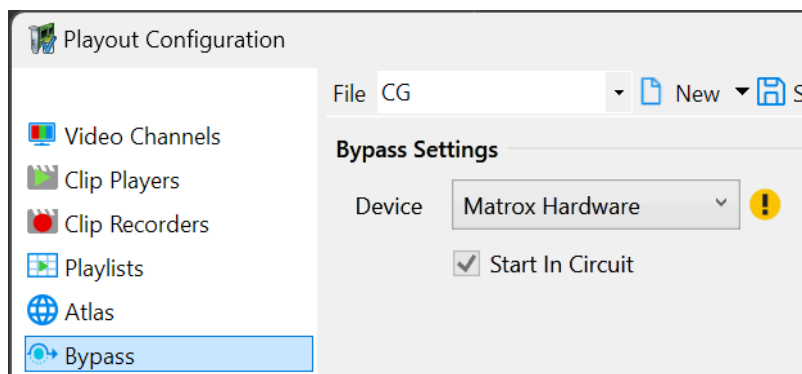 Playout Configuration
File CG New S
Video Channels
Clip Players
Clip Recorders
Playlists
Atlas
Bypass
Bypass Settings
Device Matrox Hardware
Start In Circuit